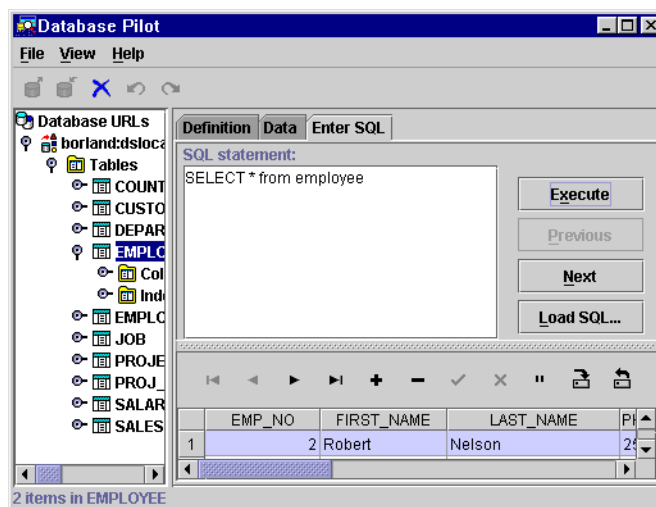 Database Pilot
File View Help
Database URLs
borland:dsloca
Tables
COUNT
CUSTO
DEPAR
EMPLO
Col
Ind
EMPLO
JOB
PROJE
PROJ_
SALAR
SALES
Definition Data Enter SQL
SQL statement:
SELECT * from employee
Execute
Previous
Next
Load SQL...
EMP_NO FIRST_NAME LAST_NAME
1 2 Robert Nelson
2 items in EMPLOYEE